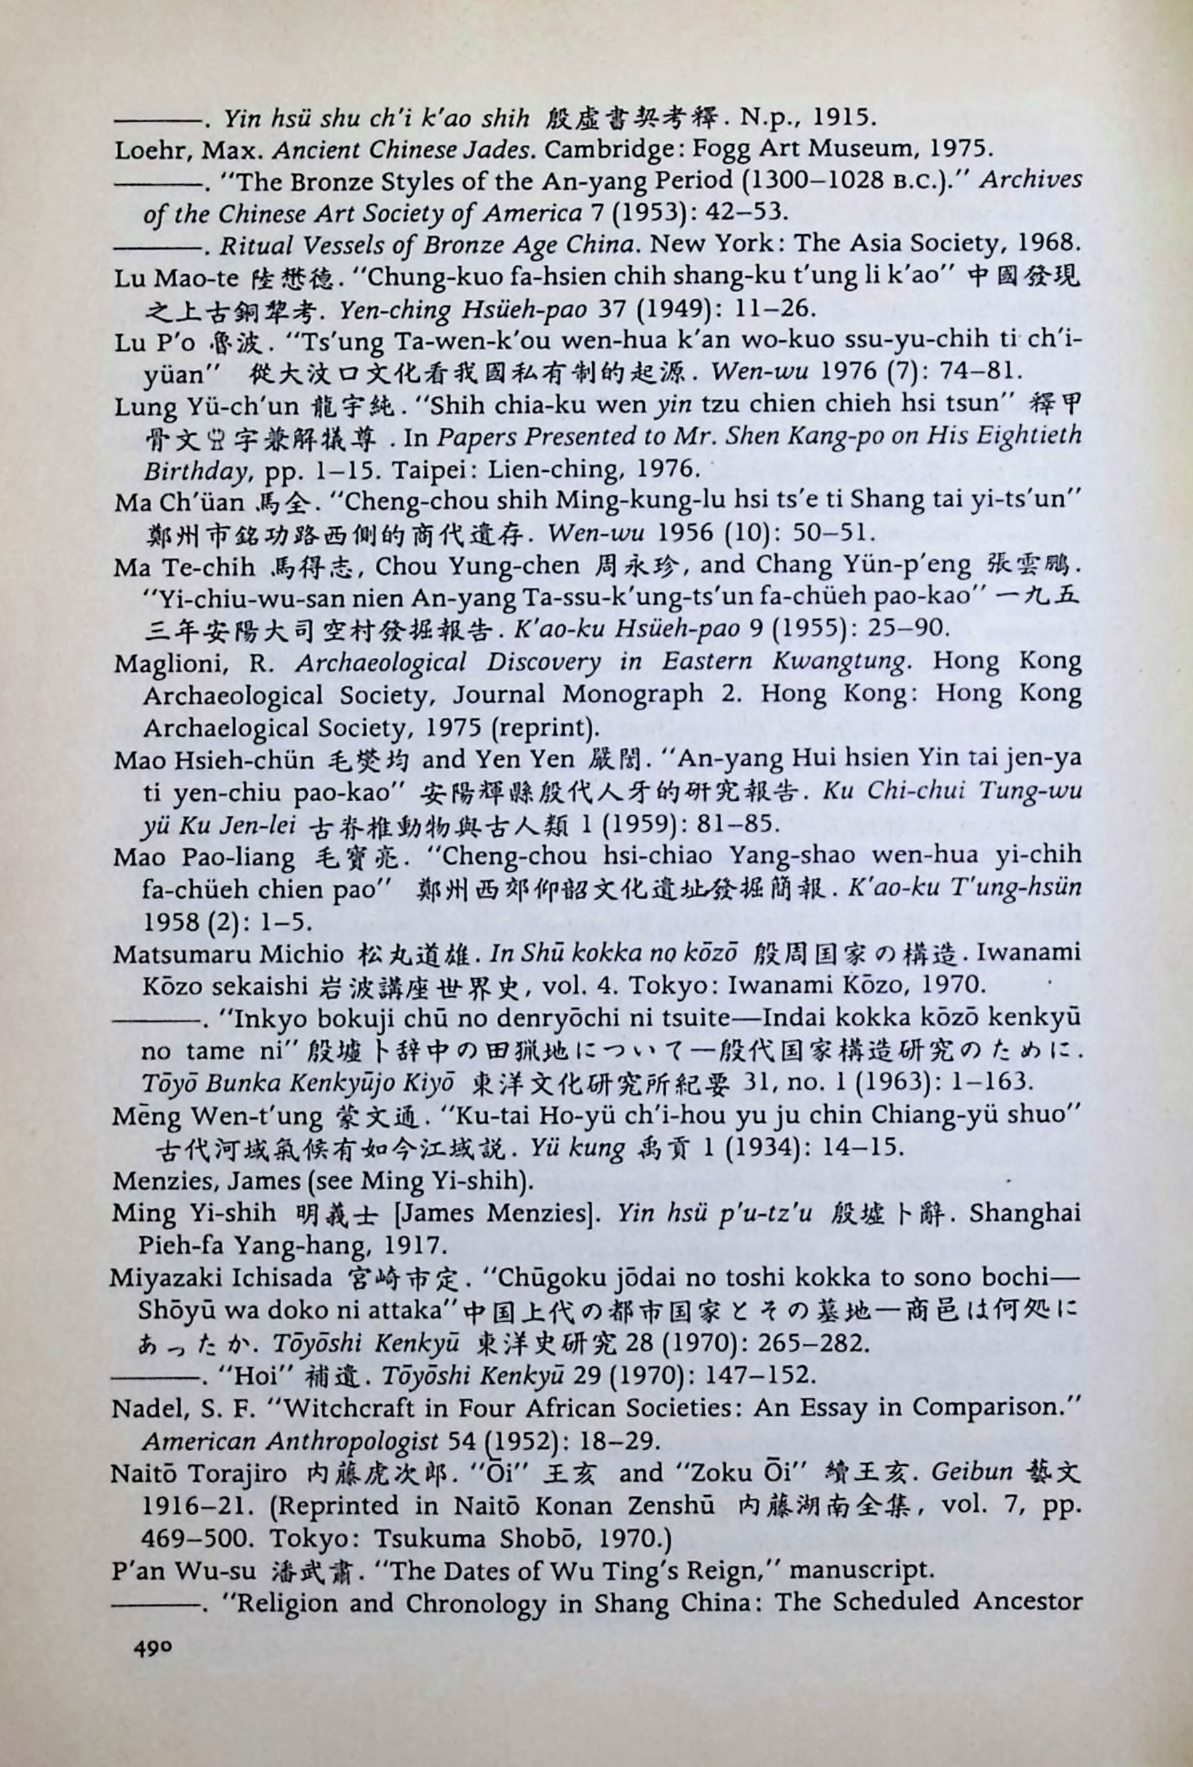 ———. Yin hsü shu ch'i k'ao shih 殷虛書契考釋. N.p., 1915.
Loehr, Max. Ancient Chinese Jades. Cambridge: Fogg Art Museum, 1975.
———. "The Bronze Styles of the An-yang Period (1300–1028 B.C.)." Archives
of the Chinese Art Society of America 7 (1953): 42–53.
———. Ritual Vessels of Bronze Age China. New York: The Asia Society, 1968.
Lu Mao-te 陸懋德. "Chung-kuo fa-hsien chih shang-ku t'ung li k'ao" 中國發現
之上古銅犂考. Yen-ching Hsüeh-pao 37 (1949): 11–26.
Lu P'o 魯波. "Ts'ung Ta-wen-k'ou wen-hua k'an wo-kuo ssu-yu-chih ti ch'i-
yüan" 從大汶口文化看我國私有制的起源. Wen-wu 1976 (7): 74–81.
Lung Yü-ch'un 龍宇純. "Shih chia-ku wen yin tzu chien chieh hsi tsun" 釋甲
骨文字兼解犧尊. In Papers Presented to Mr. Shen Kang-po on His Eightieth
Birthday, pp. 1–15. Taipei: Lien-ching, 1976.
Ma Ch'üan 馬全. "Cheng-chou shih Ming-kung-lu hsi ts'e ti Shang tai yi-ts'un"
鄭州市銘功路西側的商代遺存. Wen-wu 1956 (10): 50–51.
Ma Te-chih 馬得志, Chou Yung-chen 周永珍, and Chang Yün-p'eng 張雲鵬.
"Yi-chiu-wu-san nien An-yang Ta-ssu-k'ung-ts'un fa-chüeh pao-kao" 一九五
三年安陽大司空村發掘報告. K'ao-ku Hsüeh-pao 9 (1955): 25–90.
Maglioni, R. Archaeological Discovery in Eastern Kwangtung. Hong Kong
Archaeological Society, Journal Monograph 2. Hong Kong: Hong Kong
Archaelogical Society, 1975 (reprint).
Mao Hsieh-chün 毛燮均 and Yen Yen 嚴誾. "An-yang Hui hsien Yin tai jen-ya
ti yen-chiu pao-kao" 安陽輝縣殷代人牙的研究報告. Ku Chi-chui Tung-wu
yü Ku Jen-lei 古脊椎動物與古人類 1 (1959): 81–85.
Mao Pao-liang 毛寶亮. "Cheng-chou hsi-chiao Yang-shao wen-hua yi-chih
fa-chüeh chien pao" 鄭州西郊仰韶文化遺址發掘簡報. K'ao-ku T'ung-hsün
1958 (2): 1–5.
Matsumaru Michio 松丸道雄. In Shū kokka no kōzō 殷周国家の構造. Iwanami
Kōzo sekaishi 岩波講座世界史, vol. 4. Tokyo: Iwanami Kōzo, 1970.
———. "Inkyo bokuji chū no denryōchi ni tsuite—Indai kokka kōzō kenkyū
no tame ni" 殷墟卜辞中の田猟地について—殷代国家構造研究のために.
Tōyō Bunka Kenkyūjo Kiyō 東洋文化研究所紀要 31, no. 1 (1963): 1–163.
Mēng Wen-t'ung 蒙文通. "Ku-tai Ho-yü ch'i-hou yu ju chin Chiang-yü shuo"
古代河域氣候有如今江域説. Yü kung 禹貢 1 (1934): 14–15.
Menzies, James (see Ming Yi-shih).
Ming Yi-shih 明義士 [James Menzies]. Yin hsü p'u-tz'u 殷墟卜辭. Shanghai
Pieh-fa Yang-hang, 1917.
Miyazaki Ichisada 宮崎市定. "Chūgoku jōdai no toshi kokka to sono bochi—
Shōyū wa doko ni attaka" 中国上代の都市国家とその墓地—商邑は何処に
あったか. Tōyōshi Kenkyū 東洋史研究 28 (1970): 265–282.
———. "Hoi" 補遺. Tōyōshi Kenkyū 29 (1970): 147–152.
Nadel, S. F. "Witchcraft in Four African Societies: An Essay in Comparison."
American Anthropologist 54 (1952): 18–29.
Naitō Torajiro 内藤虎次郎. "Ōi" 王亥 and "Zoku Ōi" 續王亥. Geibun 藝文
1916–21. (Reprinted in Naitō Konan Zenshū 内藤湖南全集, vol. 7, pp.
469–500. Tokyo: Tsukuma Shobō, 1970.)
P'an Wu-su 潘武肅. "The Dates of Wu Ting's Reign," manuscript.
———. "Religion and Chronology in Shang China: The Scheduled Ancestor
490